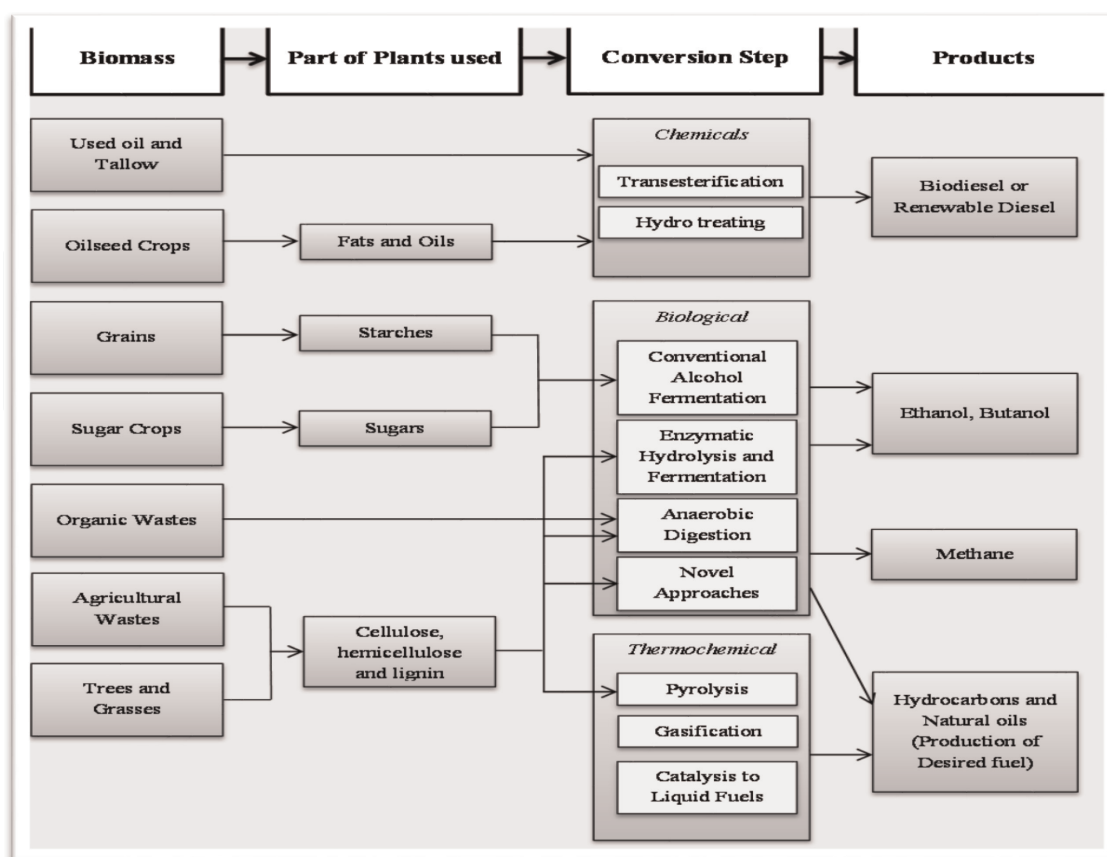 Biomass
Part of Plants used
Conversion Step
Products
Used oil and
Tallow
Oilseed Crops
Grains
Sugar Crops
Organic Wastes
Agricultural
Wastes
Trees and
Grasses
Fats and Oils
Starches
Sugars
Cellulose,
hemicellulose
and lignin
Chemicals
Transesterification
Hydro treating
Biological
Conventional
Alcohol
Fermentation
Enzymatic
Hydrolysis and
Fermentation
Anaerobic
Digestion
Novel
Approaches
Thermochemical
Pyrolysis
Gasification
Catalysis to
Liquid Fuels
Biodiesel or
Renewable Diesel
Ethanol, Butanol
Methane
Hydrocarbons and
Natural oils
(Production of
Desired fuel)